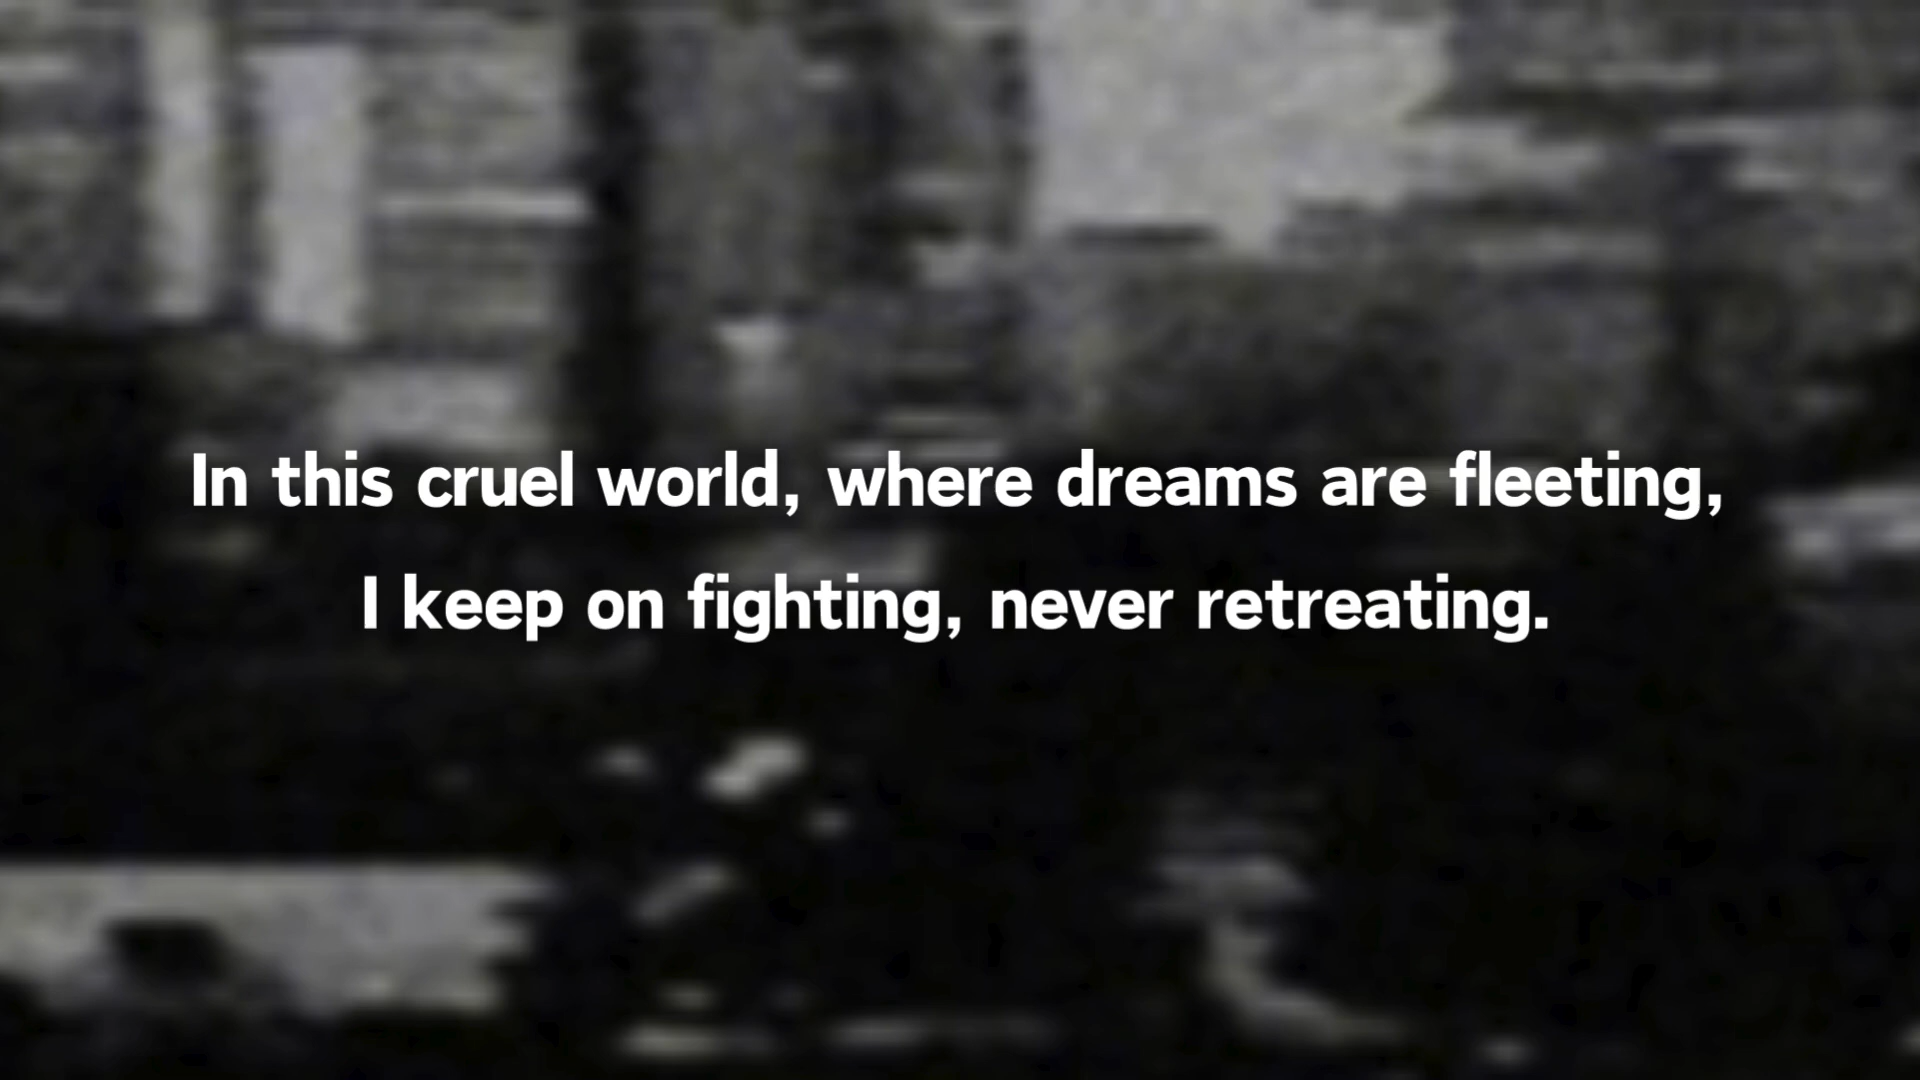 In this cruel world, where dreams are fleeting,
I keep on fighting, never retreating.